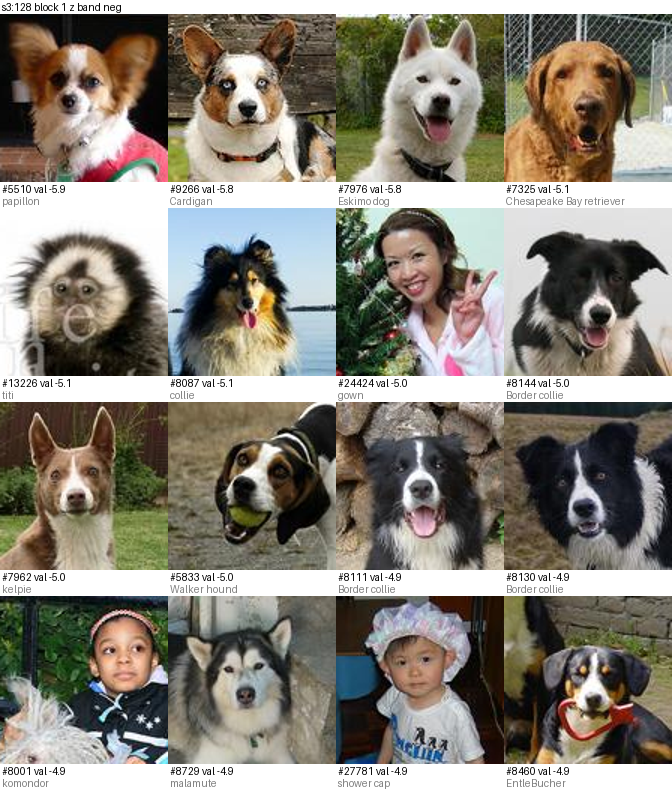 s3:128 block 1 z band neg
#5510 val -5.9
papillon
#9266 val -5.8
Cardigan
#7976 val -5.8
Eskimo dog
#7325 val -5.1
Chesapeake Bay retriever
ife
in
#13226 val -5.1
titi
#8087 val -5.1
collie
#24424 val -5.0
gown
#8144 val -5.0
Border collie
#7962 val -5.0
kelpie
#5833 val -5.0
Walker hound
#8111 val -4.9
Border collie
#8130 val -4.9
Border collie
AAA
PENGUIN
#8001 val -4.9
komondor
#8729 val -4.9
malamute
#27781 val -4.9
shower cap
#8460 val -4.9
EntleBucher